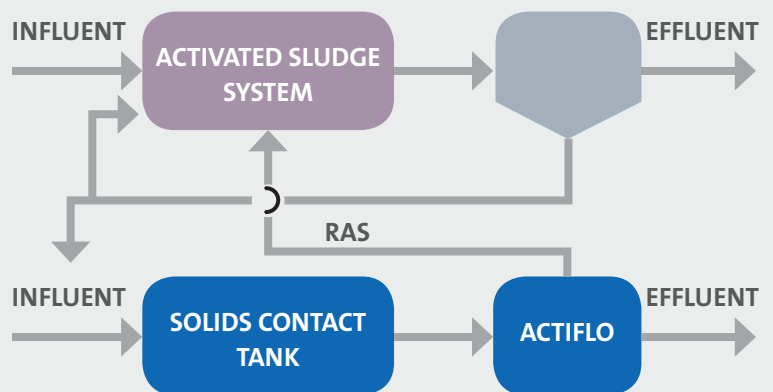 INFLUENT
ACTIVATED SLUDGE
SYSTEM
EFFLUENT
RAS
INFLUENT
SOLIDS CONTACT
TANK
ACTIFLO
EFFLUENT